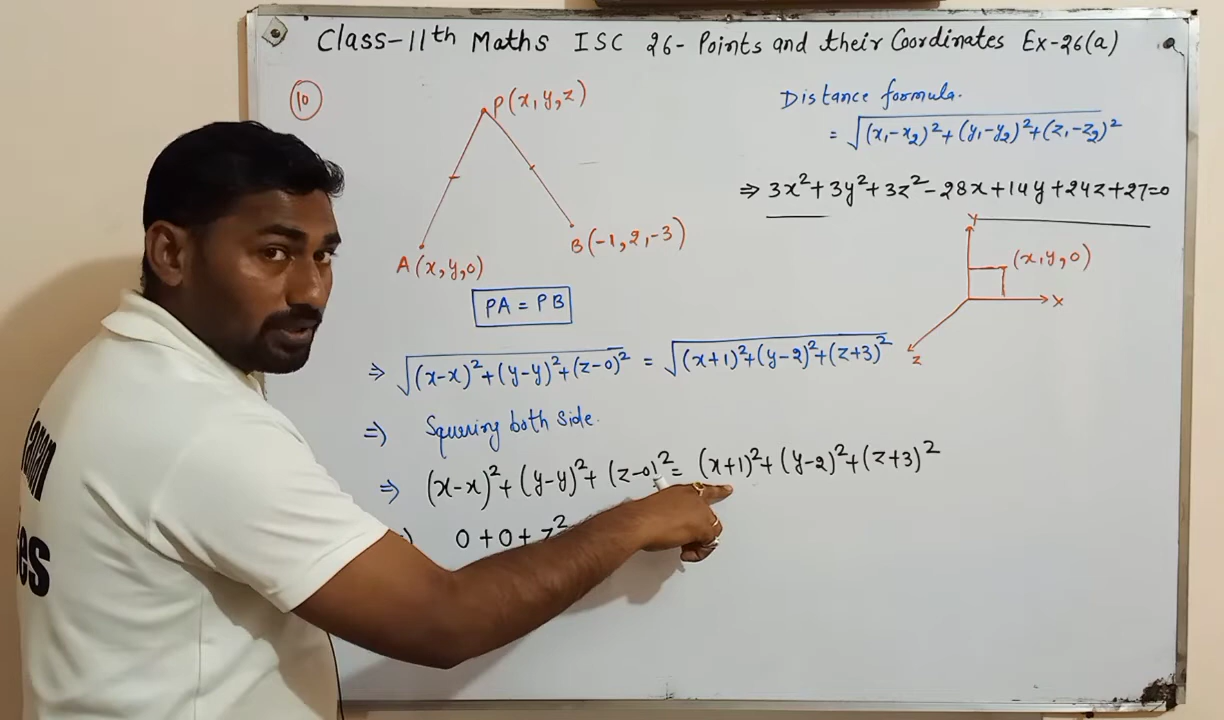 Class-11th Maths ISC 26- Points and their Coordinates Ex-26(a)
10
P(x,y,z)
A(x,y,0)
B(-1,2,-3)
PA = PB
Distance formula.
= √(x₁-x₂)²+(y₁-y₂)²+(z₁-z₂)²
⇒ 3x²+3y²+3z²-28x+14y+24z+27=0
Y
(x,y,0)
X
Z
⇒ √(x-x)²+(y-y)²+(z-0)² = √(x+1)²+(y-2)²+(z+3)²
⇒ Squering both side.
⇒ (x-x)²+(y-y)²+(z-0)²= (x+1)²+(y-2)²+(z+3)²
0+0+z²